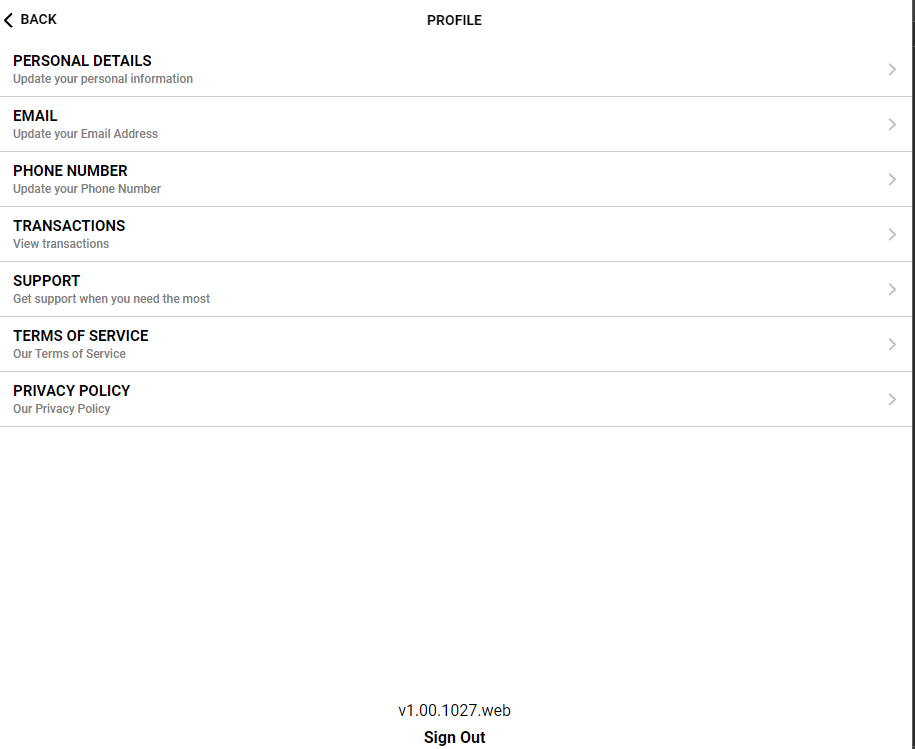 BACK
PROFILE
PERSONAL DETAILS
Update your personal information
EMAIL
Update your Email Address
PHONE NUMBER
Update your Phone Number
TRANSACTIONS
View transactions
SUPPORT
Get support when you need the most
TERMS OF SERVICE
Our Terms of Service
PRIVACY POLICY
Our Privacy Policy
v1.00.1027.web
Sign Out